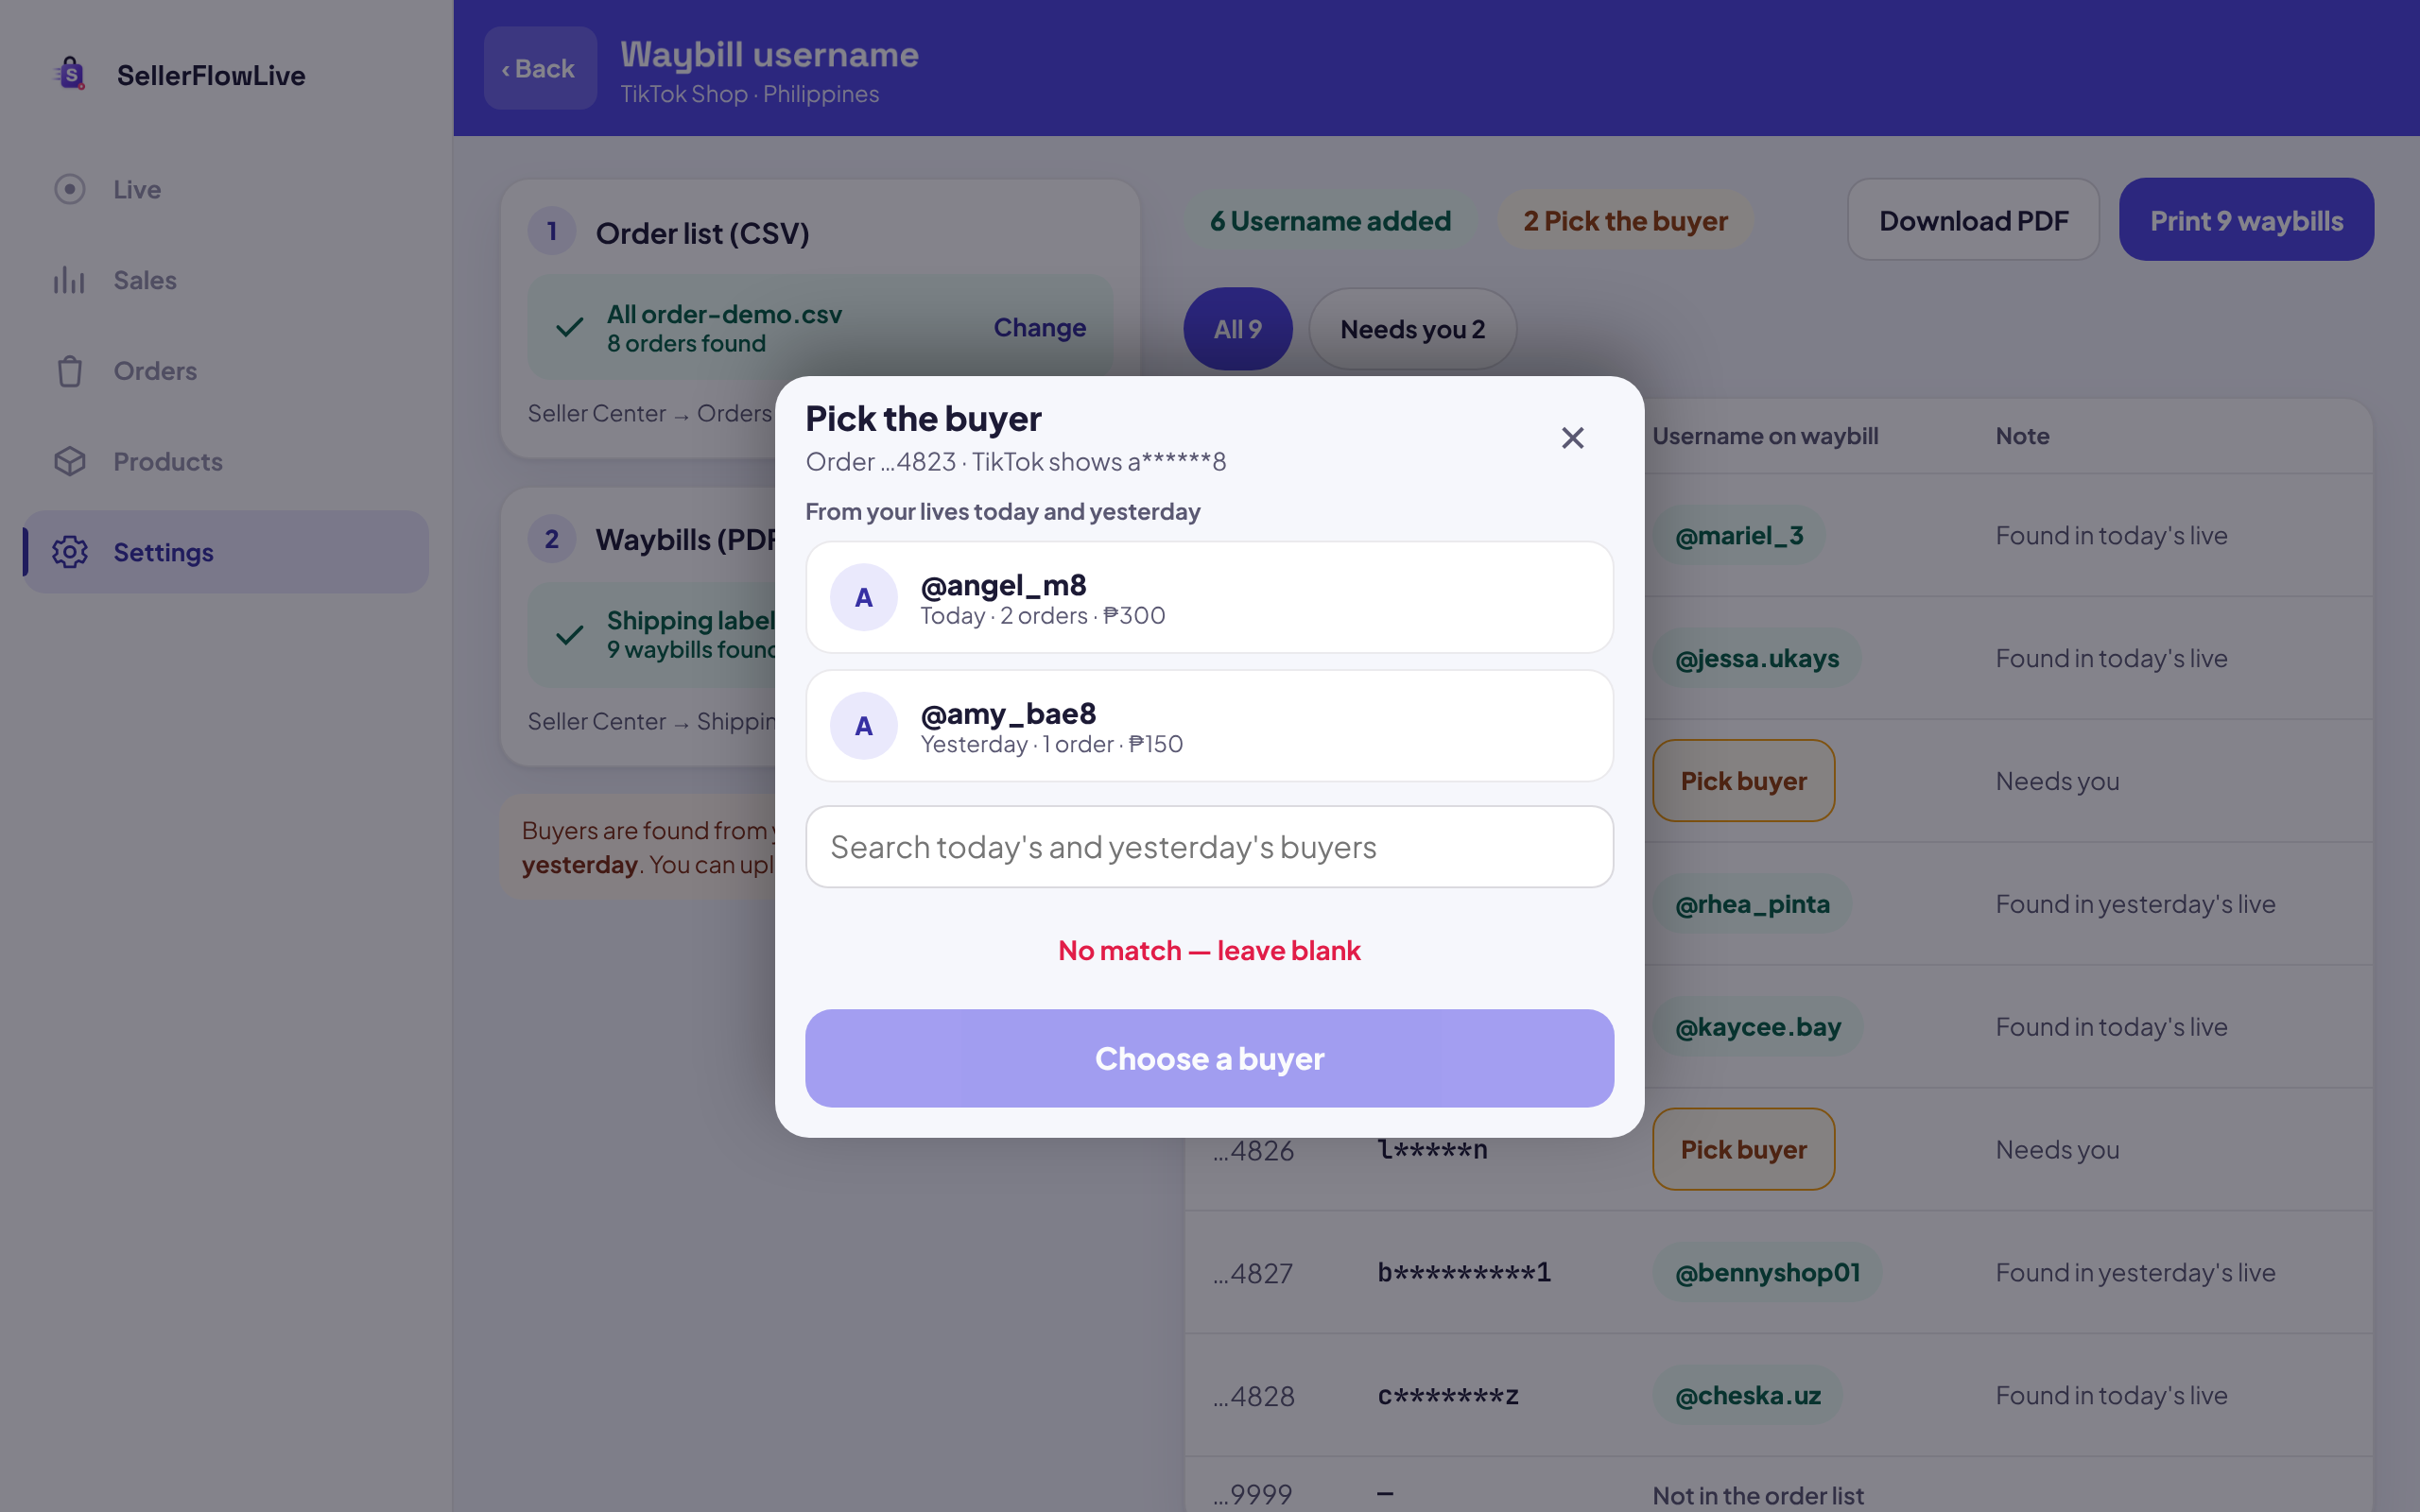 SellerFlowLive
Live
Sales
Orders
Products
Settings
‹ Back
Waybill username
TikTok Shop · Philippines
1
Order list (CSV)
All order-demo.csv
8 orders found
Change
Seller Center → Orders
2
Waybills (PDF
Shipping label
9 waybills found
Seller Center → Shippin
Buyers are found from
yesterday. You can upl
6 Username added
2 Pick the buyer
Download PDF
Print 9 waybills
All 9
Needs you 2
Username on waybill
Note
@mariel_3
Found in today's live
@jessa.ukays
Found in today's live
Pick buyer
Needs you
@rhea_pinta
Found in yesterday's live
@kaycee.bay
Found in today's live
...4826
l*****n
Pick buyer
Needs you
...4827
b*********1
@bennyshop01
Found in yesterday's live
...4828
c*******z
@cheska.uz
Found in today's live
...9999
–
Not in the order list
Pick the buyer
Order ...4823 · TikTok shows a******8
From your lives today and yesterday
A
@angel_m8
Today · 2 orders · ₱300
A
@amy_bae8
Yesterday · 1 order · ₱150
Search today's and yesterday's buyers
No match — leave blank
Choose a buyer